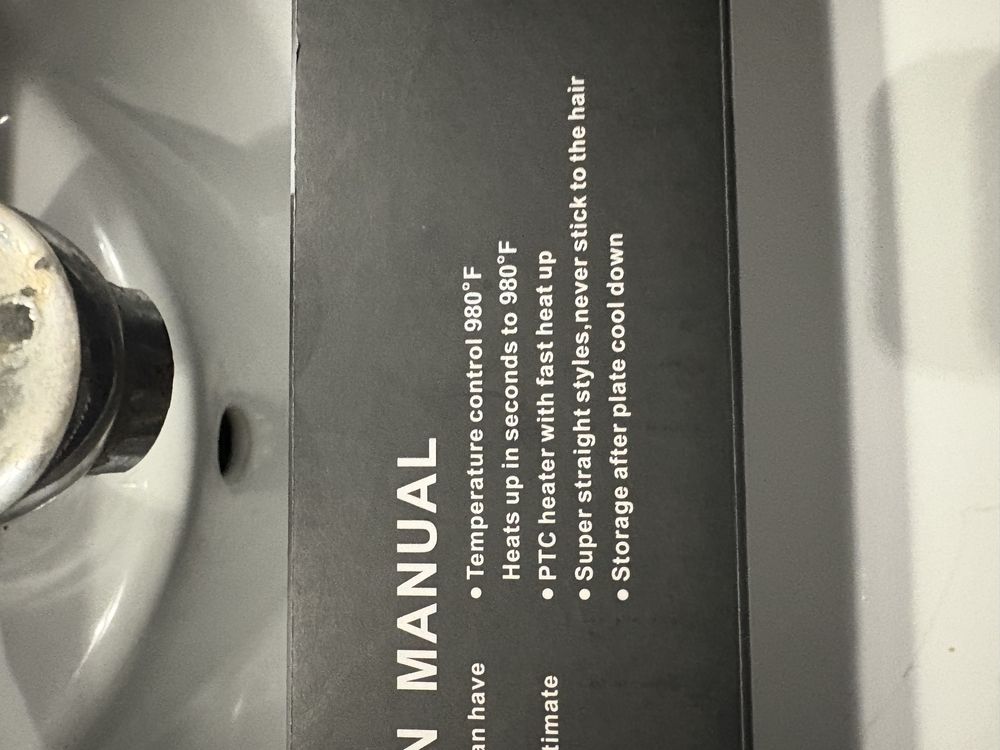 N MANUAL
an have
timate
● Temperature control 980°F
Heats up in seconds to 980°F
● PTC heater with fast heat up
● Super straight styles,never stick to the hair
● Storage after plate cool down